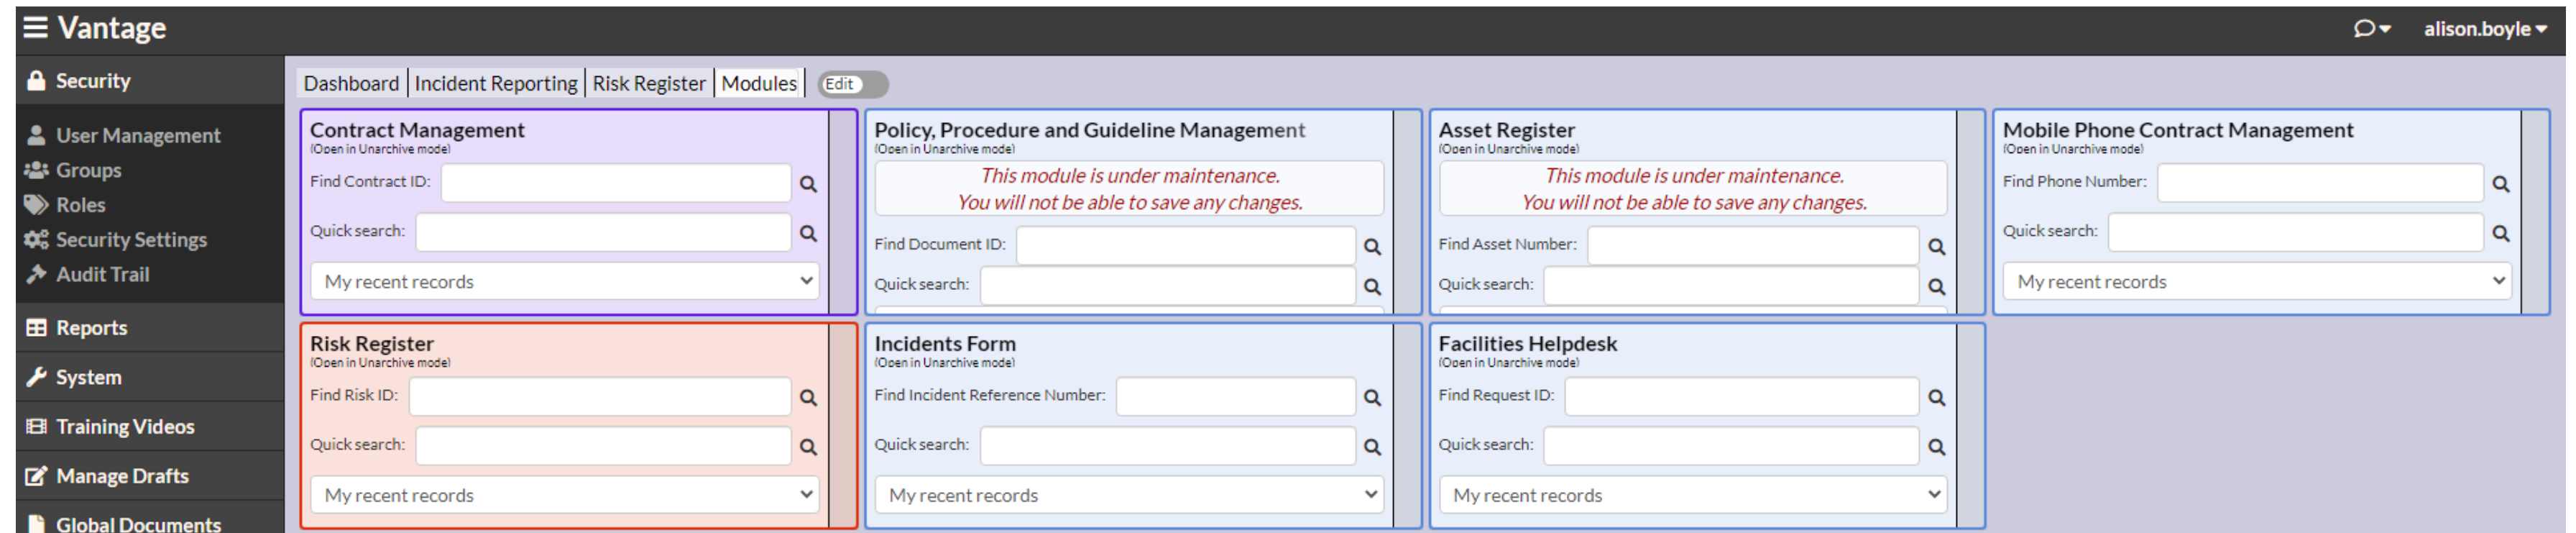 Vantage
alison.boyle
Security
User Management
Groups
Roles
Security Settings
Audit Trail
Reports
System
Training Videos
Manage Drafts
Global Documents
Dashboard Incident Reporting Risk Register Modules Edit
Contract Management
(Open in Unarchive mode)
Find Contract ID:
Quick search:
My recent records
Policy, Procedure and Guideline Management
(Open in Unarchive mode)
This module is under maintenance.
You will not be able to save any changes.
Find Document ID:
Quick search:
Asset Register
(Open in Unarchive mode)
This module is under maintenance.
You will not be able to save any changes.
Find Asset Number:
Quick search:
Mobile Phone Contract Management
(Open in Unarchive mode)
Find Phone Number:
Quick search:
My recent records
Risk Register
(Open in Unarchive mode)
Find Risk ID:
Quick search:
My recent records
Incidents Form
(Open in Unarchive mode)
Find Incident Reference Number:
Quick search:
My recent records
Facilities Helpdesk
(Open in Unarchive mode)
Find Request ID:
Quick search:
My recent records